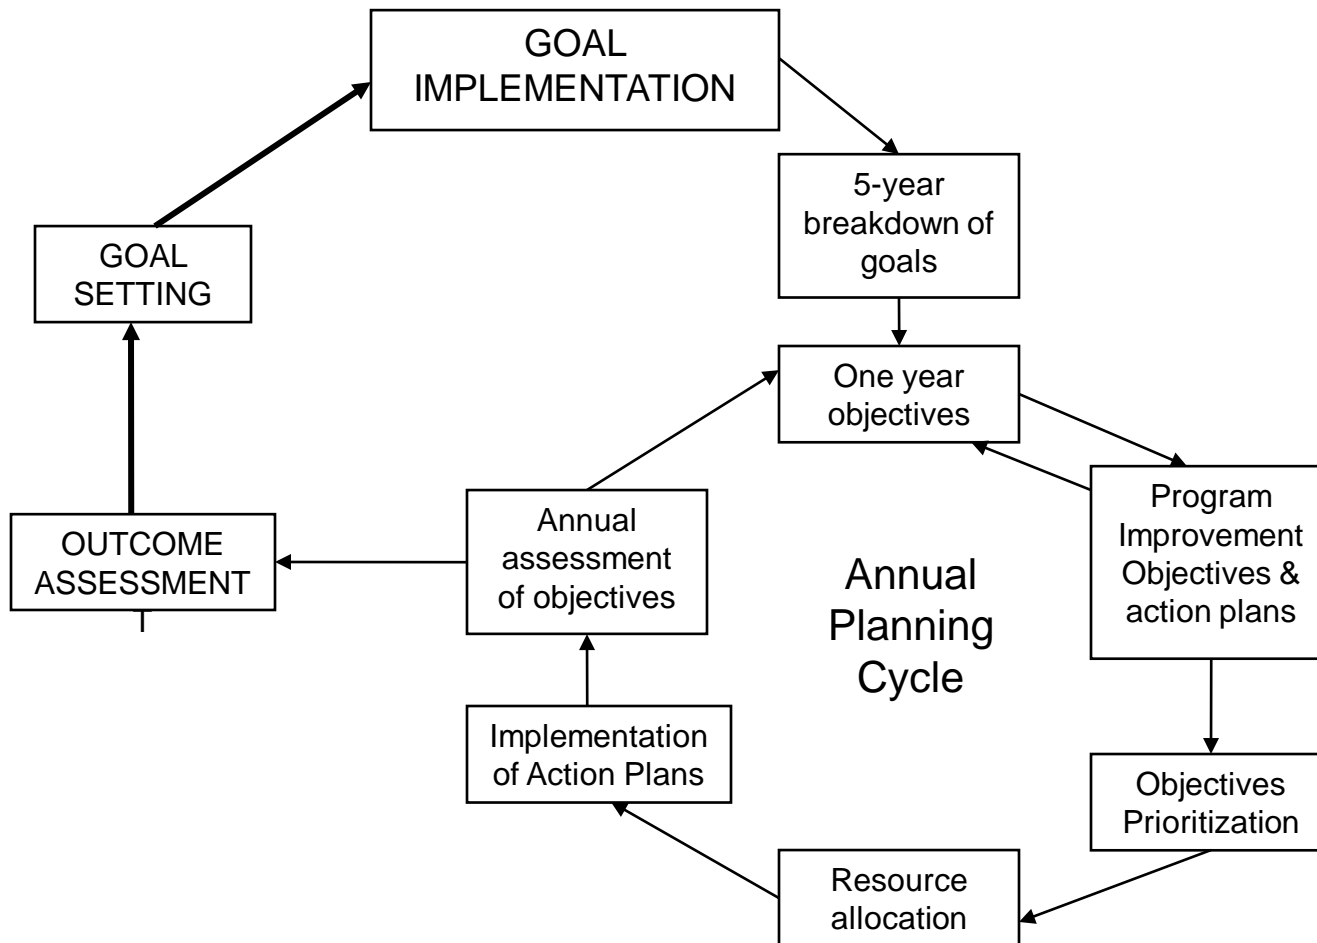 GOAL
IMPLEMENTATION
5-year
breakdown of
goals
GOAL
SETTING
One year
objectives
Program
Improvement
Objectives &
action plans
Annual
assessment
of objectives
OUTCOME
ASSESSMENT
Annual
Planning
Cycle
Implementation
of Action Plans
Objectives
Prioritization
Resource
allocation